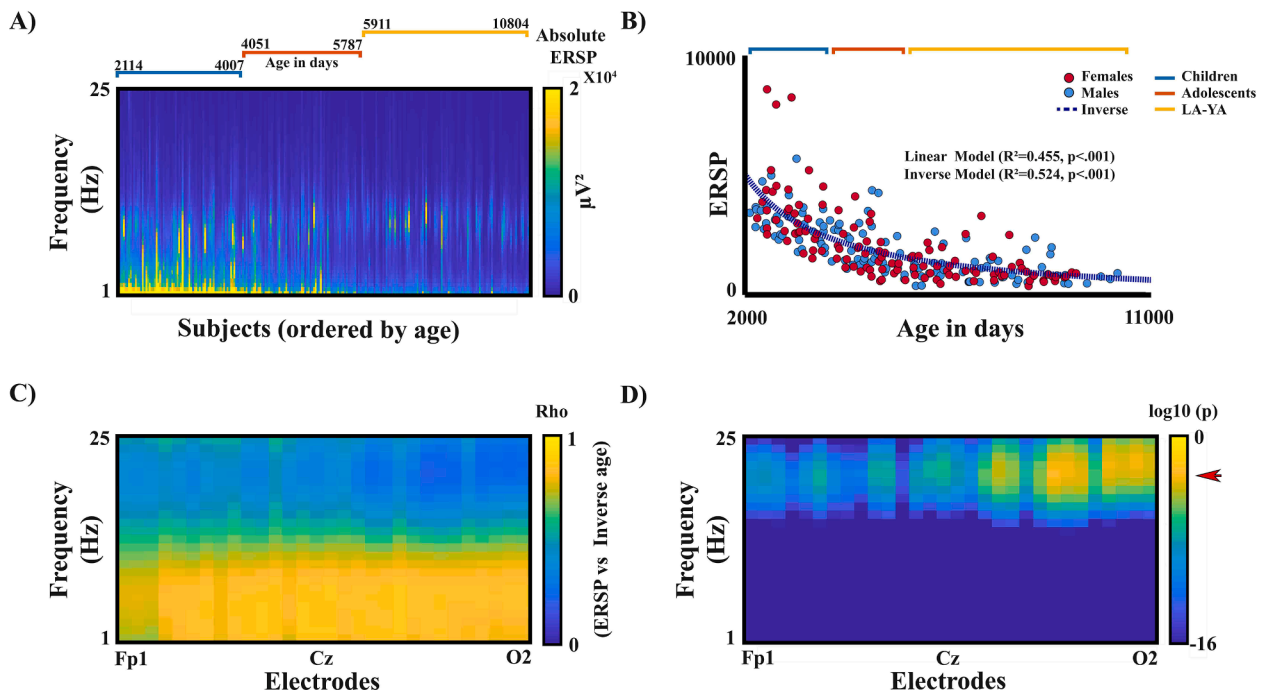 A)
2114
4007
4051
5787
Age in days
5911
10804
Absolute
ERSP
X10⁴
25
2
Frequency
(Hz)
μV²
1
0
Subjects (ordered by age)
B)
10000
Females
Males
Inverse
Children
Adolescents
LA-YA
Linear Model (R²=0.455, p<.001)
Inverse Model (R²=0.524, p<.001)
ERSP
0
2000
11000
Age in days
C)
Rho
25
1
Frequency
(Hz)
(ERSP vs Inverse age)
1
0
Fp1
Cz
O2
Electrodes
D)
log10 (p)
25
0
Frequency
(Hz)
1
-16
Fp1
Cz
O2
Electrodes